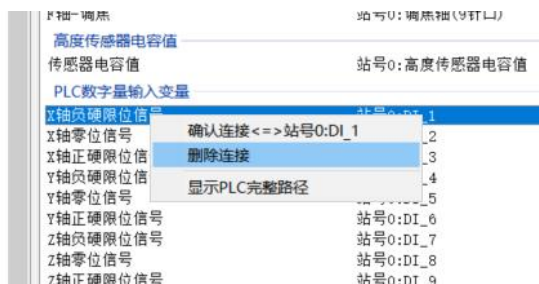 F轴-调焦 站号0:调焦轴(9针口)
高度传感器电容值
传感器电容值 站号0:高度传感器电容值
PLC数字量输入变量
X轴负硬限位信号 站号0:DI_1
确认连接<=>站号0:DI_1
X轴零位信号 _2
删除连接
X轴正硬限位信 _3
Y轴负硬限位信 _4
显示PLC完整路径
Y轴零位信号 _5
Y轴正硬限位信号 站号0:DI_6
Z轴负硬限位信号 站号0:DI_7
Z轴零位信号 站号0:DI_8
Z轴正硬限位信号 站号0:DI_9